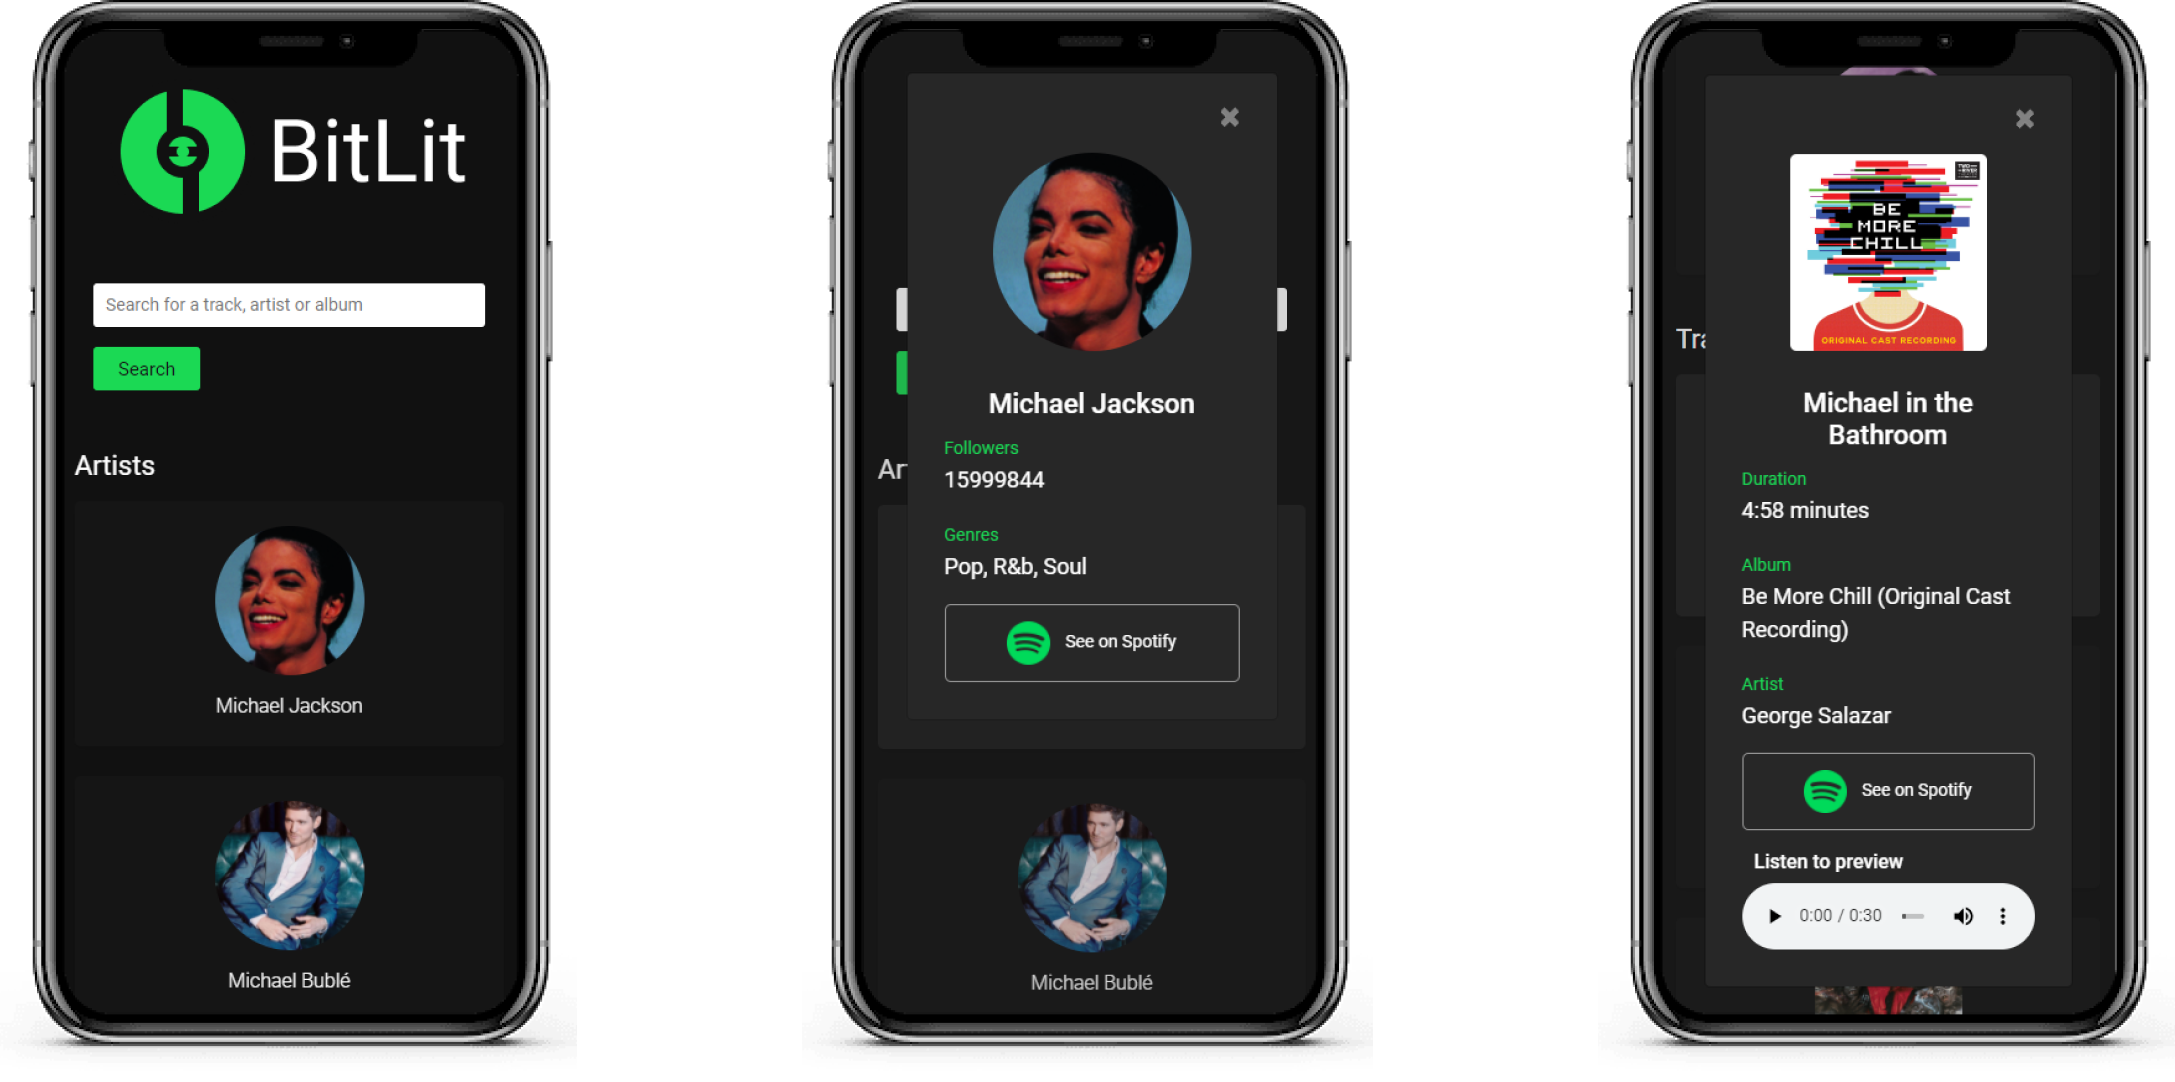 BitLit
Search for a track, artist or album
Search
Artists
Michael Jackson
Michael Bublé
Ar
Michael Jackson
Followers
15999844
Genres
Pop, R&b, Soul
See on Spotify
Michael Bublé
Tra
BE
MORE
CHILL
ORIGINAL CAST RECORDING
Michael in the
Bathroom
Duration
4:58 minutes
Album
Be More Chill (Original Cast
Recording)
Artist
George Salazar
See on Spotify
Listen to preview
0:00 / 0:30